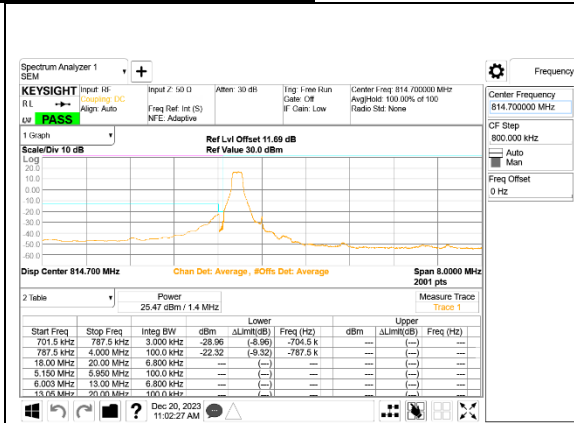 Spectrum Analyzer 1
SEM
Frequency
KEYSIGHT Input: RF Input Z: 50 Ω Atten: 30 dB Trig: Free Run Center Freq: 814.700000 MHz
RL Coupling: DC Gate: Off Avg|Hold: 100.00% of 100
Align: Auto Freq Ref: Int (S) IF Gain: Low Radio Std: None
NFE: Adaptive
PASS
Center Frequency
814.700000 MHz
CF Step
800.000 kHz
Auto
Man
Freq Offset
0 Hz
1 Graph
Ref Lvl Offset 11.69 dB
Scale/Div 10 dB Ref Value 30.0 dBm
Log
20.0
10.0
0.00
-10.0
-20.0
-30.0
-40.0
-50.0
-60.0
Disp Center 814.700 MHz Chan Det: Average , #Offs Det: Average Span 8.0000 MHz
2001 pts
2 Table Power Measure Trace
25.47 dBm / 1.4 MHz Trace 1
Lower Upper
Start Freq Stop Freq Integ BW dBm ΔLimit(dB) Freq (Hz) dBm ΔLimit(dB) Freq (Hz)
701.5 kHz 787.5 kHz 3.000 kHz -28.96 (-8.96) -704.5 k --- (---) ---
787.5 kHz 4.000 MHz 100.0 kHz -22.32 (-9.32) -787.5 k --- (---) ---
18.00 MHz 20.00 MHz 6.800 kHz --- (---) --- --- (---) ---
5.150 MHz 5.950 MHz 100.0 kHz --- (---) --- --- (---) ---
6.003 MHz 13.00 MHz 6.800 kHz --- (---) --- --- (---) ---
13.05 MHz 20.00 MHz 100.0 kHz --- (---) --- --- (---) ---
? Dec 20, 2023
11:02:27 AM